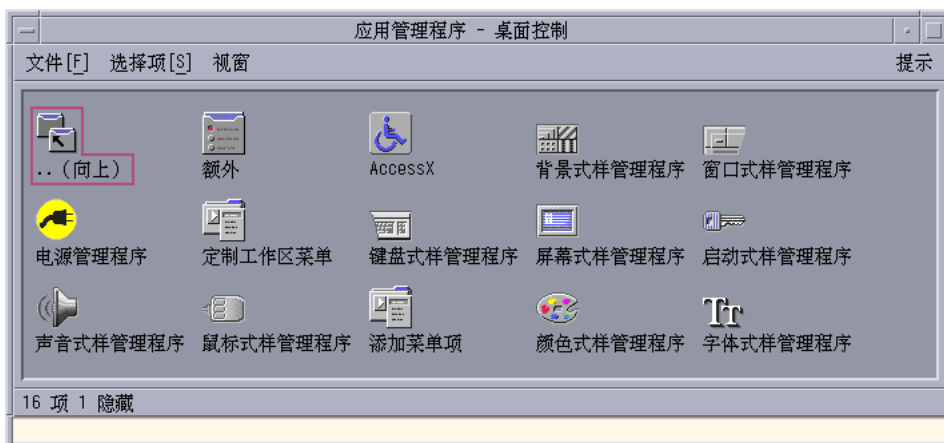 应用管理程序 - 桌面控制
文件[F] 选择项[S] 视窗 提示
..(向上) 额外 AccessX 背景式样管理程序 窗口式样管理程序
电源管理程序 定制工作区菜单 键盘式样管理程序 屏幕式样管理程序 启动式样管理程序
声音式样管理程序 鼠标式样管理程序 添加菜单项 颜色式样管理程序 字体式样管理程序
16 项 1 隐藏